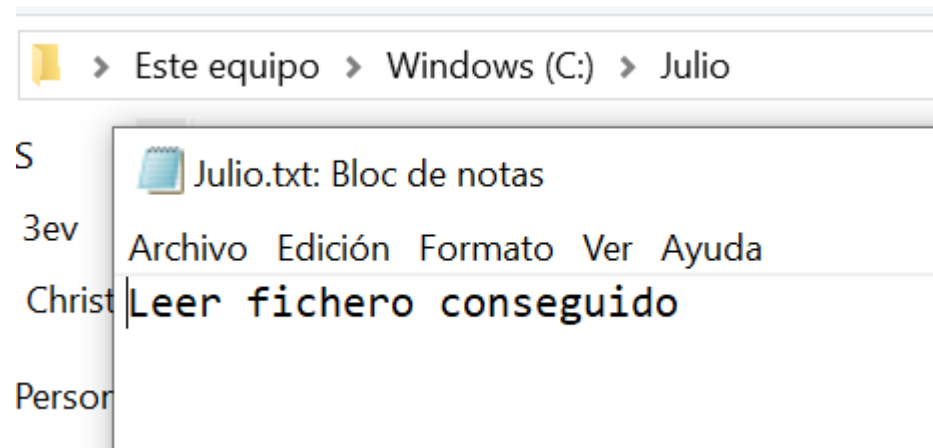 Este equipo > Windows (C:) > Julio
S
Julio.txt: Bloc de notas
3ev
Archivo Edición Formato Ver Ayuda
Christ
Leer fichero conseguido
Person